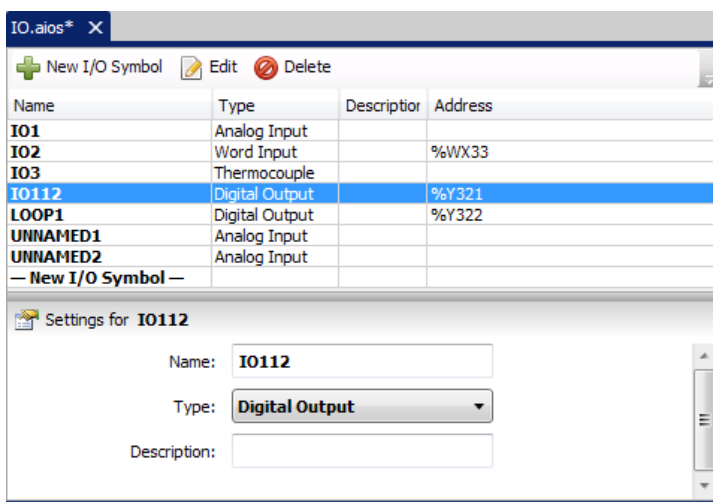 IO.aios* X
New I/O Symbol Edit Delete
Name Type Description Address
IO1 Analog Input
IO2 Word Input %WX33
IO3 Thermocouple
IO112 Digital Output %Y321
LOOP1 Digital Output %Y322
UNNAMED1 Analog Input
UNNAMED2 Analog Input
— New I/O Symbol —
Settings for IO112
Name: IO112
Type: Digital Output
Description: